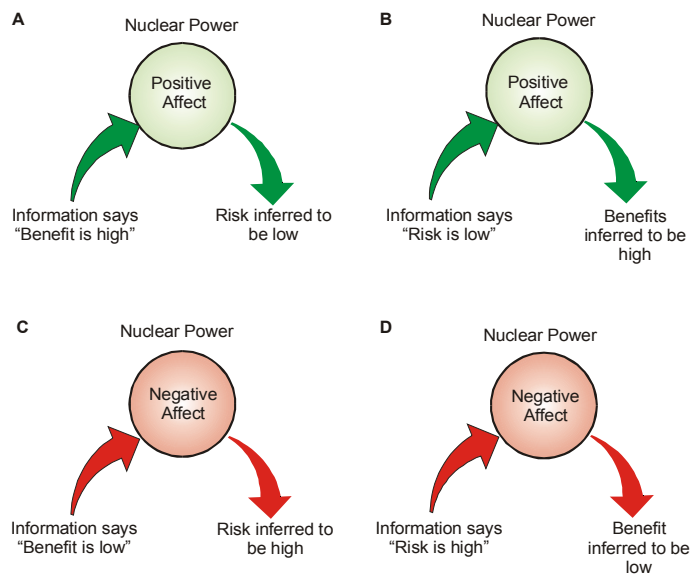 A
Nuclear Power
Positive
Affect
Information says
“Benefit is high”
Risk inferred to
be low
B
Nuclear Power
Positive
Affect
Information says
“Risk is low”
Benefits
inferred to be
high
C
Nuclear Power
Negative
Affect
Information says
“Benefit is low”
Risk inferred to
be high
D
Nuclear Power
Negative
Affect
Information says
“Risk is high”
Benefit
inferred to be
low